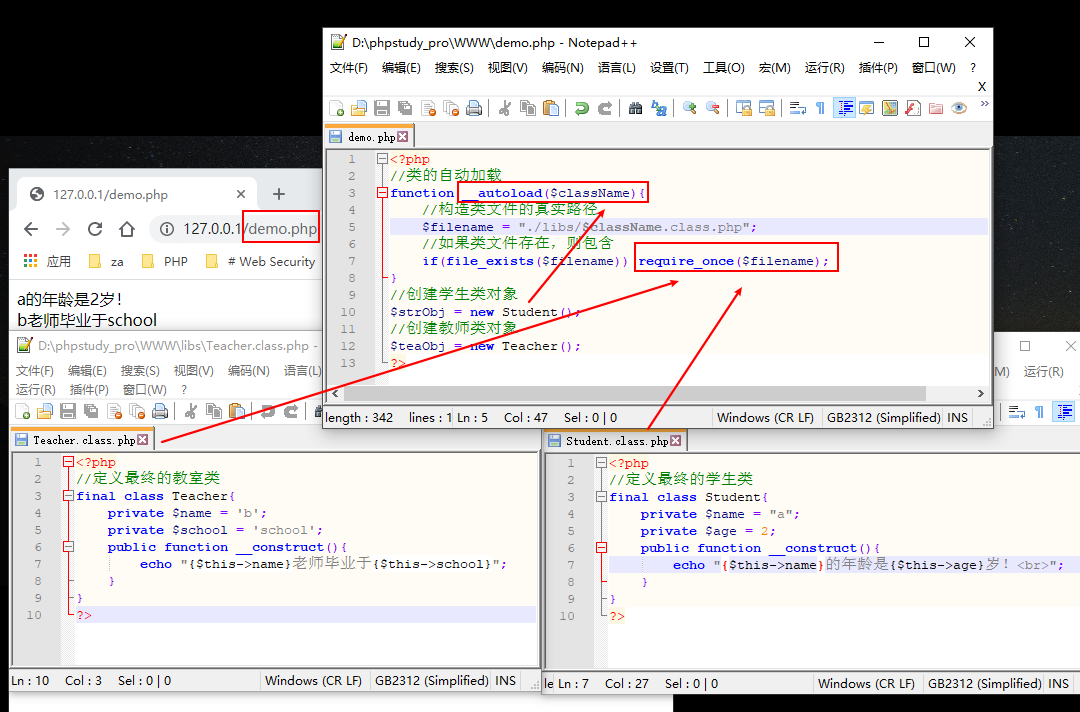 D:\phpstudy_pro\WWW\demo.php - Notepad++
文件(F) 编辑(E) 搜索(S) 视图(V) 编码(N) 语言(L) 设置(T) 工具(O) 宏(M) 运行(R) 插件(P) 窗口(W) ?
X
demo.php
1 <?php
2 //类的自动加载
3 function __autoload($className){
4 //构造类文件的真实路径
5 $filename = "./libs/$className.class.php";
6 //如果类文件存在，则包含
7 if(file_exists($filename)) require_once($filename);
8 }
9 //创建学生类对象
10 $strObj = new Student();
11 //创建教师类对象
12 $teaObj = new Teacher();
13 ?>
length : 342 lines : 1 Ln : 5 Col : 47 Sel : 0 | 0 Windows (CR LF) GB2312 (Simplified) INS
127.0.0.1/demo.php
127.0.0.1/demo.php
应用 za PHP # Web Security
a的年龄是2岁！
b老师毕业于school
D:\phpstudy_pro\WWW\libs\Teacher.class.php -
文件(F) 编辑(E) 搜索(S) 视图(V) 编码(N) 语言(L)
运行(R) 插件(P) 窗口(W) ?
Teacher.class.php
1 <?php
2 //定义最终的教室类
3 final class Teacher{
4 private $name = 'b';
5 private $school = 'school';
6 public function __construct(){
7 echo "{$this->name}老师毕业于{$this->school}";
8 }
9 }
10 ?>
Ln : 10 Col : 3 Sel : 0 | 0 Windows (CR LF) GB2312 (Simplified) INS
M) 运行(R)
Student.class.php
1 <?php
2 //定义最终的学生类
3 final class Student{
4 private $name = "a";
5 private $age = 2;
6 public function __construct(){
7 echo "{$this->name}的年龄是{$this->age}岁！<br>";
8 }
9 }
10 ?>
le Ln : 7 Col : 27 Sel : 0 | 0 Windows (CR LF) GB2312 (Simplified) INS